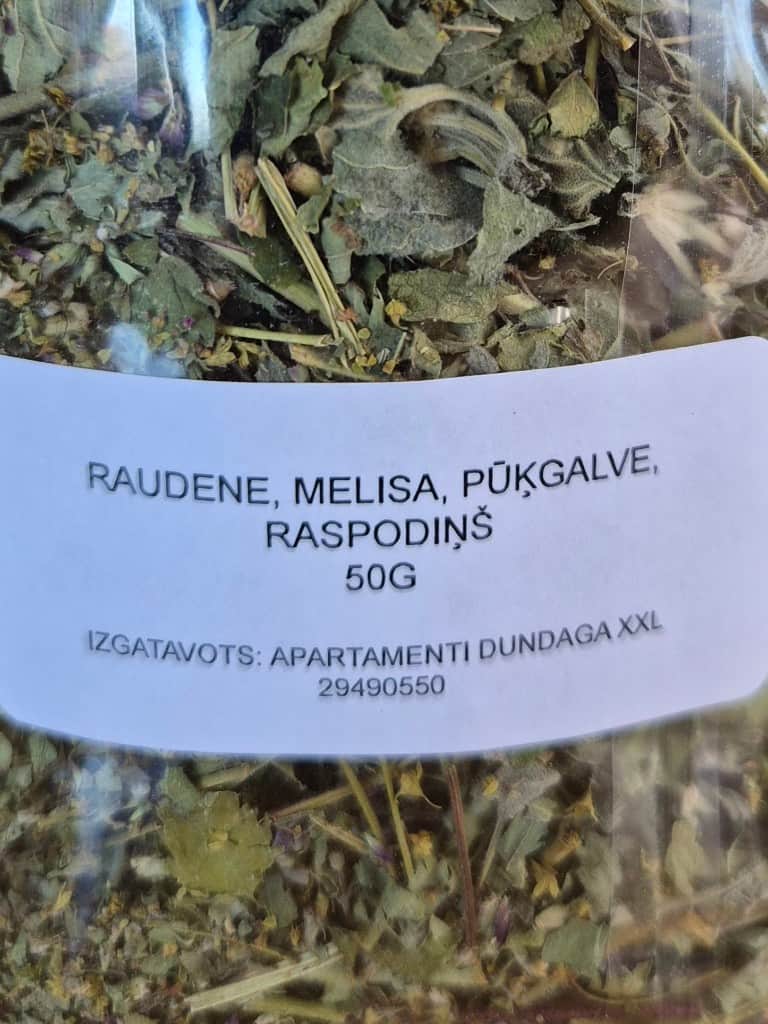 RAUDENE, MELISA, PŪĶGALVE,
RASPODIŅŠ
50G
IZGATAVOTS: APARTAMENTI DUNDAGA XXL
29490550